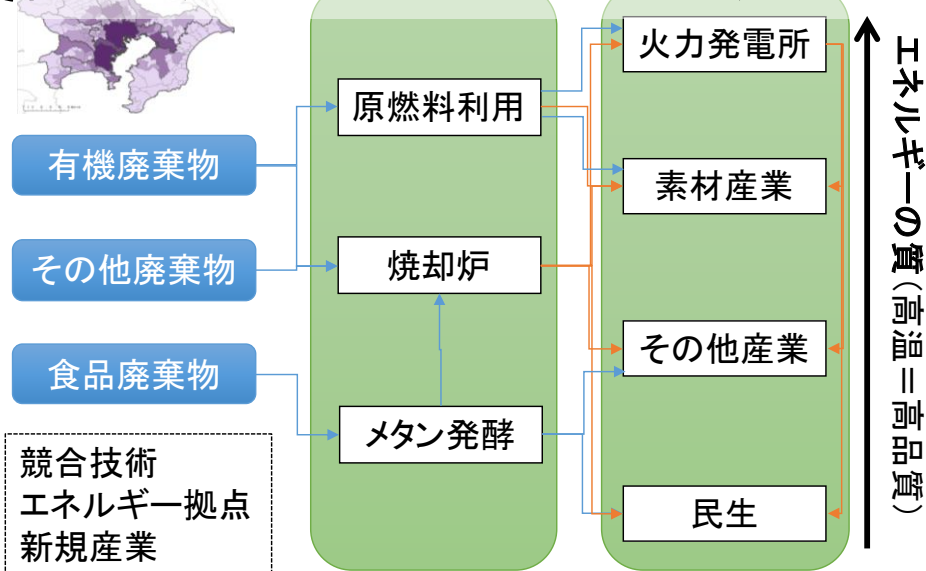 有機廃棄物
その他廃棄物
食品廃棄物
競合技術
エネルギー拠点
新規産業
原燃料利用
焼却炉
メタン発酵
火力発電所
素材産業
その他産業
民生
エネルギーの質(高温=高品質)